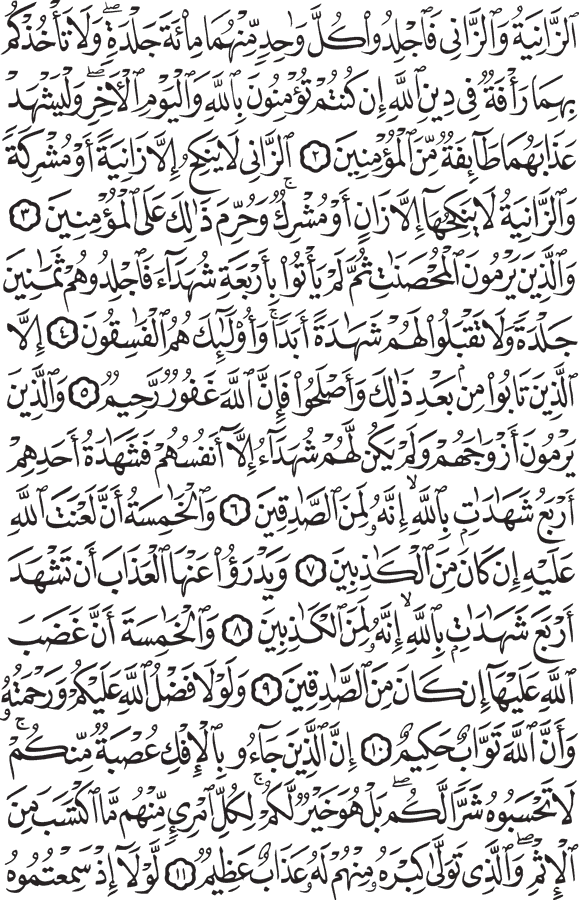 ٱلزَّانِيَةُ وَٱلزَّانِى فَٱجْلِدُوا۟ كُلَّ وَٰحِدٍ مِّنْهُمَا مِا۟ئَةَ جَلْدَةٍ ۖ وَلَا تَأْخُذْكُم
بِهِمَا رَأْفَةٌ فِى دِينِ ٱللَّهِ إِن كُنتُمْ تُؤْمِنُونَ بِٱللَّهِ وَٱلْيَوْمِ ٱلْءَاخِرِ ۖ وَلْيَشْهَدْ
عَذَابَهُمَا طَآئِفَةٌ مِّنَ ٱلْمُؤْمِنِينَ ٢ ٱلزَّانِى لَا يَنكِحُ إِلَّا زَانِيَةً أَوْ مُشْرِكَةً
وَٱلزَّانِيَةُ لَا يَنكِحُهَآ إِلَّا زَانٍ أَوْ مُشْرِكٌ ۚ وَحُرِّمَ ذَٰلِكَ عَلَى ٱلْمُؤْمِنِينَ ٣
وَٱلَّذِينَ يَرْمُونَ ٱلْمُحْصَنَٰتِ ثُمَّ لَمْ يَأْتُوا۟ بِأَرْبَعَةِ شُهَدَآءَ فَٱجْلِدُوهُمْ ثَمَٰنِينَ
جَلْدَةً وَلَا تَقْبَلُوا۟ لَهُمْ شَهَٰدَةً أَبَدًا ۚ وَأُو۟لَٰٓئِكَ هُمُ ٱلْفَٰسِقُونَ ٤ إِلَّا
ٱلَّذِينَ تَابُوا۟ مِنۢ بَعْدِ ذَٰلِكَ وَأَصْلَحُوا۟ فَإِنَّ ٱللَّهَ غَفُورٌ رَّحِيمٌ ٥ وَٱلَّذِينَ
يَرْمُونَ أَزْوَٰجَهُمْ وَلَمْ يَكُن لَّهُمْ شُهَدَآءُ إِلَّآ أَنفُسُهُمْ فَشَهَٰدَةُ أَحَدِهِمْ
أَرْبَعُ شَهَٰدَٰتٍۭ بِٱللَّهِ ۙ إِنَّهُۥ لَمِنَ ٱلصَّٰدِقِينَ ٦ وَٱلْخَٰمِسَةُ أَنَّ لَعْنَتَ ٱللَّهِ
عَلَيْهِ إِن كَانَ مِنَ ٱلْكَٰذِبِينَ ٧ وَيَدْرَؤُا۟ عَنْهَا ٱلْعَذَابَ أَن تَشْهَدَ
أَرْبَعَ شَهَٰدَٰتٍۭ بِٱللَّهِ ۙ إِنَّهُۥ لَمِنَ ٱلْكَٰذِبِينَ ٨ وَٱلْخَٰمِسَةَ أَنَّ غَضَبَ
ٱللَّهِ عَلَيْهَآ إِن كَانَ مِنَ ٱلصَّٰدِقِينَ ٩ وَلَوْلَا فَضْلُ ٱللَّهِ عَلَيْكُمْ وَرَحْمَتُهُۥ
وَأَنَّ ٱللَّهَ تَوَّابٌ حَكِيمٌ ١٠ إِنَّ ٱلَّذِينَ جَآءُو بِٱلْإِفْكِ عُصْبَةٌ مِّنكُمْ ۚ
لَا تَحْسَبُوهُ شَرًّا لَّكُم ۖ بَلْ هُوَ خَيْرٌ لَّكُمْ ۚ لِكُلِّ ٱمْرِئٍ مِّنْهُم مَّا ٱكْتَسَبَ مِنَ
ٱلْإِثْمِ ۚ وَٱلَّذِى تَوَلَّىٰ كِبْرَهُۥ مِنْهُمْ لَهُۥ عَذَابٌ عَظِيمٌ ١١ لَّوْلَآ إِذْ سَمِعْتُمُوهُ